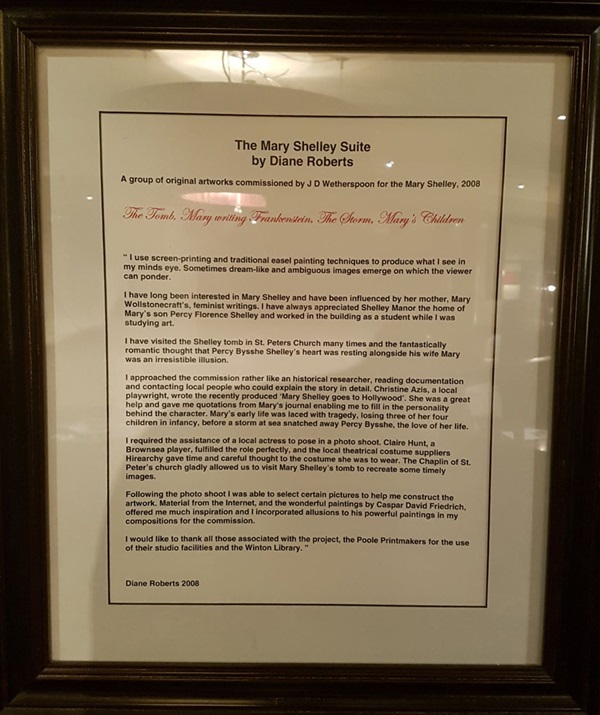 The Mary Shelley Suite
by Diane Roberts
A group of original artworks commissioned by J D Wetherspoon for the Mary Shelley, 2008
The Tomb, Mary writing Frankenstein, The Storm, Mary's Children
" I use screen-printing and traditional easel painting techniques to produce what I see in
my minds eye. Sometimes dream-like and ambiguous images emerge on which the viewer
can ponder.
I have long been interested in Mary Shelley and have been influenced by her mother, Mary
Wollstonecraft's, feminist writings. I have always appreciated Shelley Manor the home of
Mary's son Percy Florence Shelley and worked in the building as a student while I was
studying art.
I have visited the Shelley tomb in St. Peters Church many times and the fantastically
romantic thought that Percy Bysshe Shelley's heart was resting alongside his wife Mary
was an irresistible illusion.
I approached the commission rather like an historical researcher, reading documentation
and contacting local people who could explain the story in detail. Christine Azis, a local
playwright, wrote the recently produced 'Mary Shelley goes to Hollywood'. She was a great
help and gave me quotations from Mary's journal enabling me to fill in the personality
behind the character. Mary's early life was laced with tragedy, losing three of her four
children in infancy, before a storm at sea snatched away Percy Bysshe, the love of her life.
I required the assistance of a local actress to pose in a photo shoot. Claire Hunt, a
Brownsea player, fulfilled the role perfectly, and the local theatrical costume suppliers
Hirearchy gave time and careful thought to the costume she was to wear. The Chaplin of St.
Peter's church gladly allowed us to visit Mary Shelley's tomb to recreate some timely
images.
Following the photo shoot I was able to select certain pictures to help me construct the
artwork. Material from the Internet, and the wonderful paintings by Caspar David Friedrich,
offered me much inspiration and I incorporated allusions to his powerful paintings in my
compositions for the commission.
I would like to thank all those associated with the project, the Poole Printmakers for the use
of their studio facilities and the Winton Library. "
Diane Roberts 2008